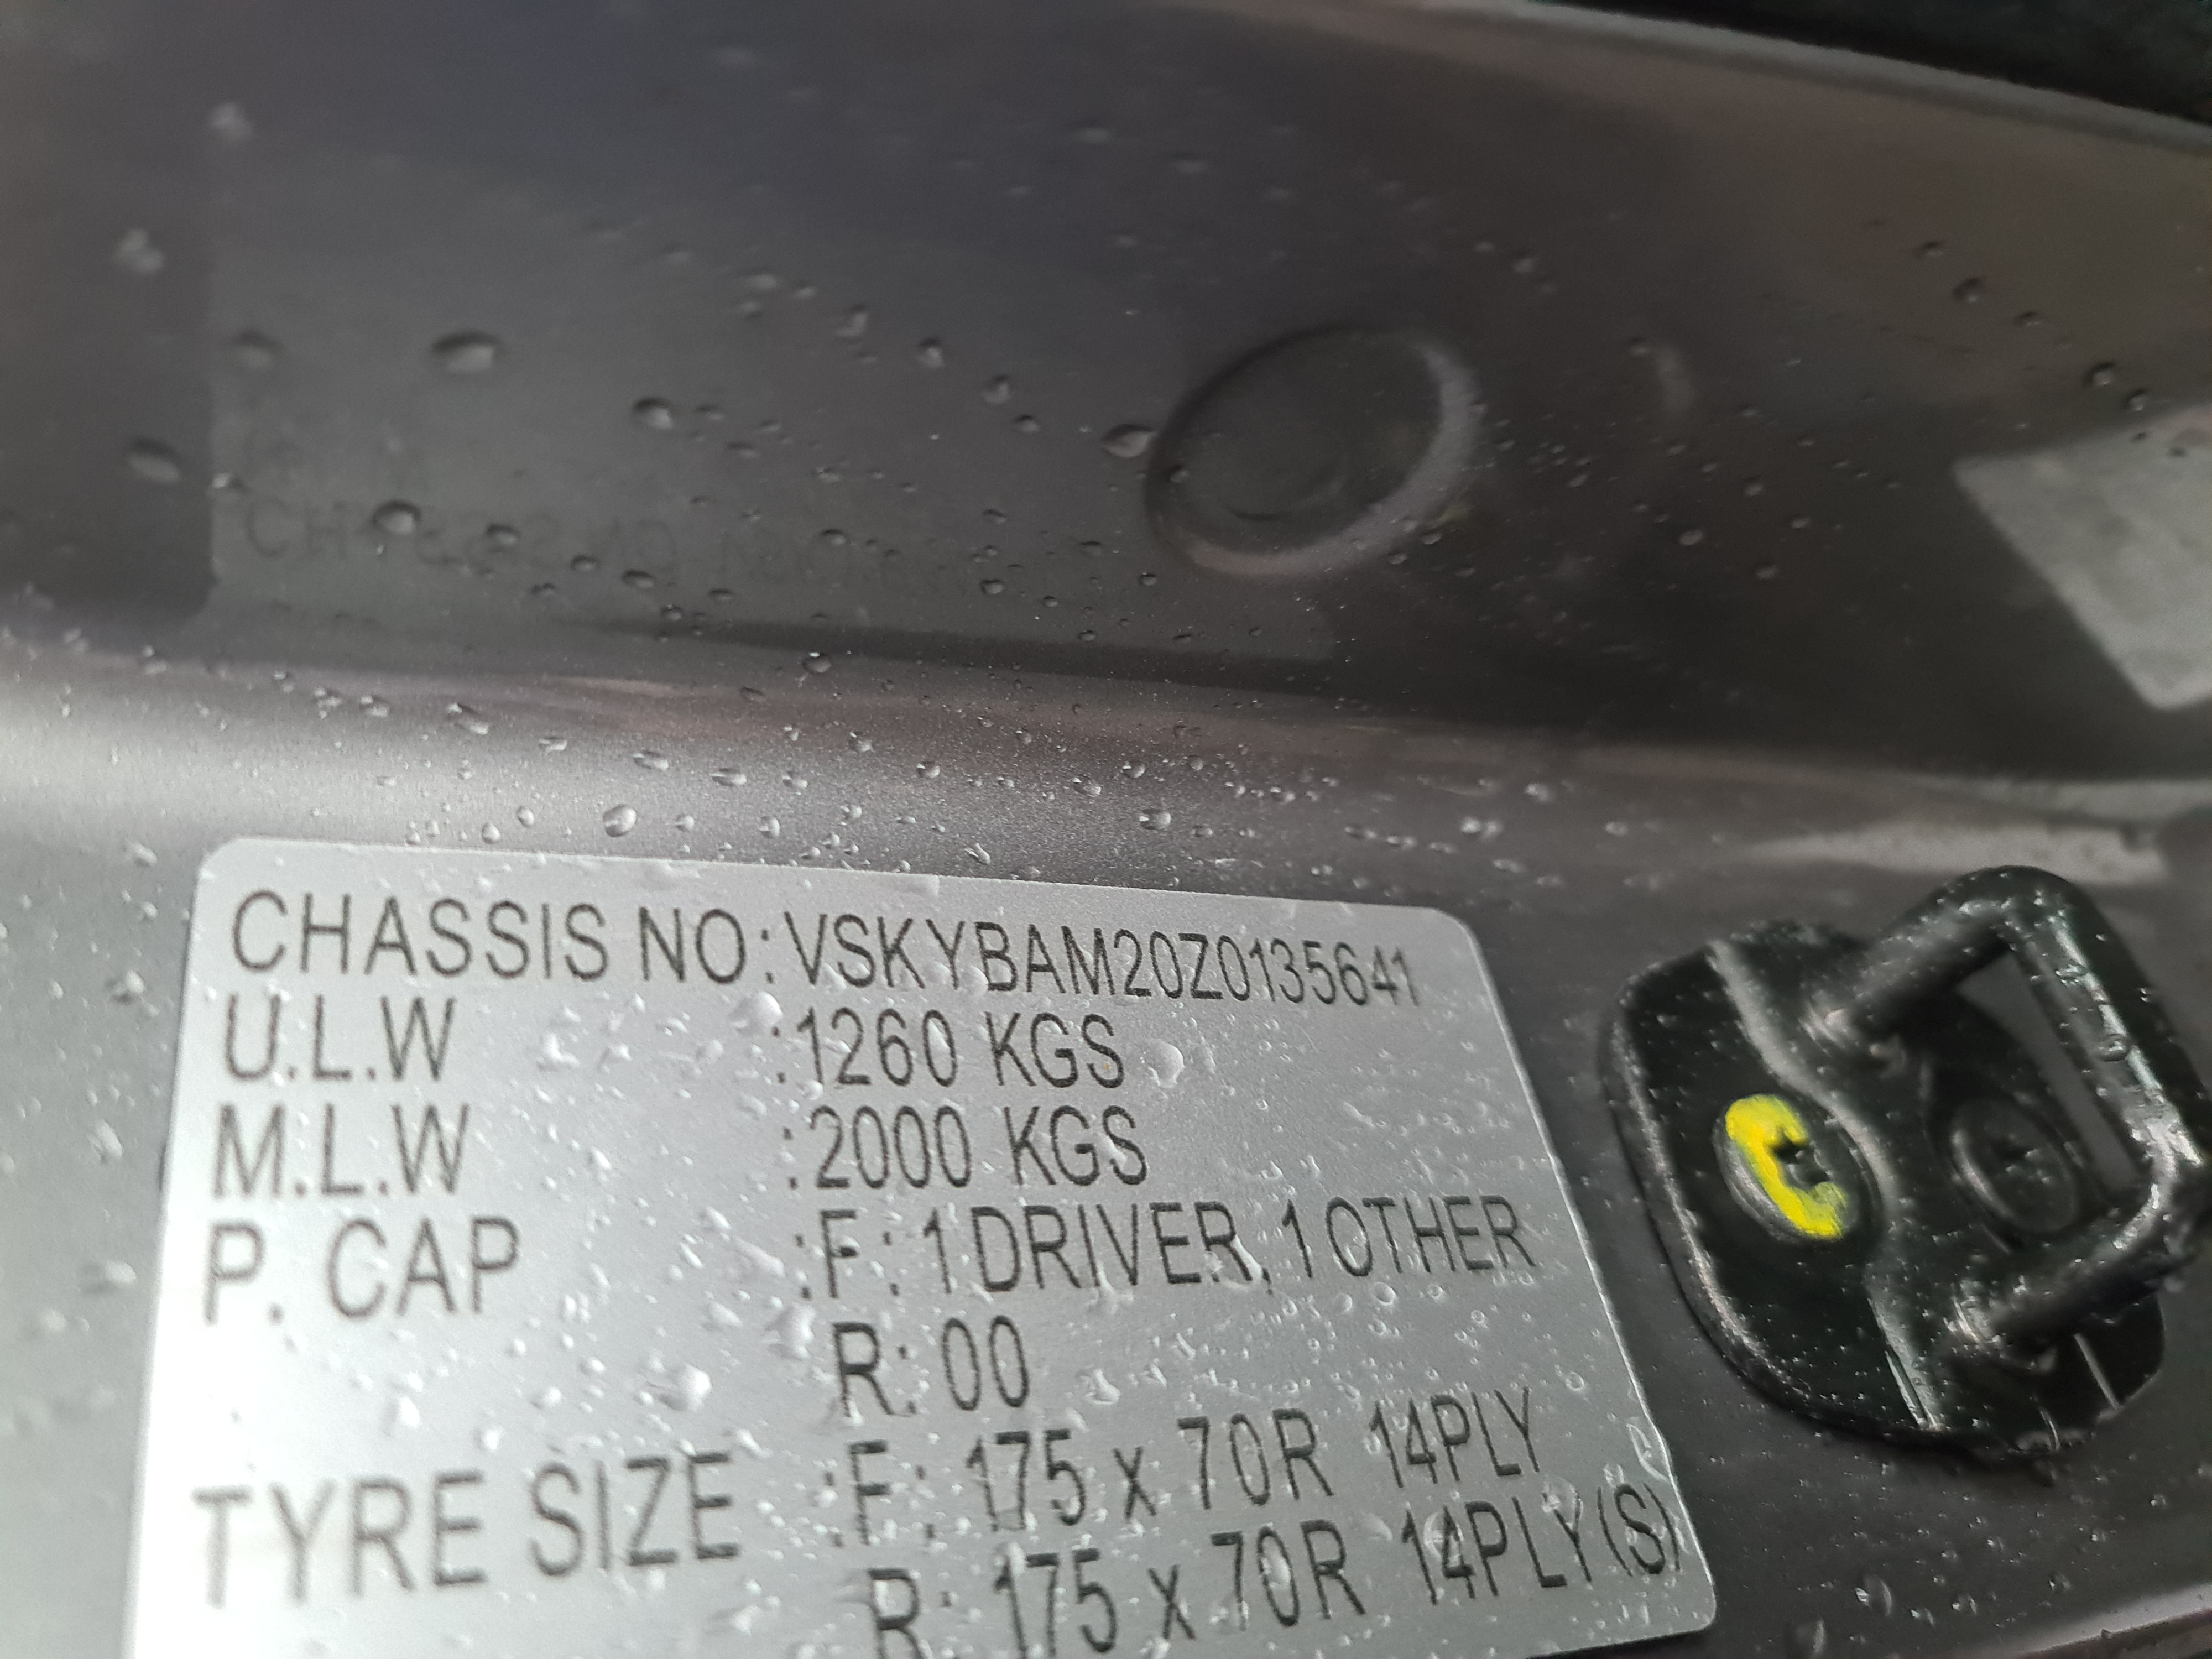 CHASSIS NO: VSKYBAM20Z0135641
U.L.W :1260 KGS
M.L.W :2000 KGS
P. CAP :F: 1 DRIVER, 1 OTHER
R: 00
TYRE SIZE :F: 175 x 70R 14PLY
R: 175 x 70R 14PLY(S)